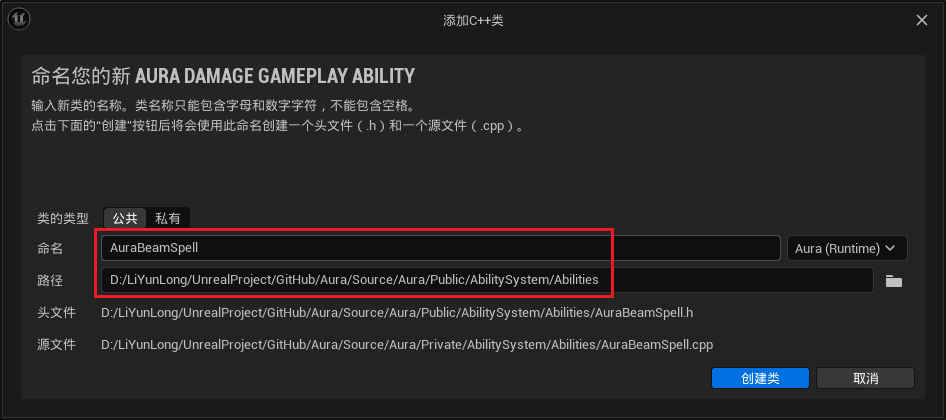 添加C++类
命名您的新 AURA DAMAGE GAMEPLAY ABILITY
输入新类的名称。类名称只能包含字母和数字字符，不能包含空格。
点击下面的“创建”按钮后将会使用此命名创建一个头文件（.h）和一个源文件（.cpp）。
类的类型 公共 私有
命名 AuraBeamSpell Aura (Runtime)
路径 D:/LiYunLong/UnrealProject/GitHub/Aura/Source/Aura/Public/AbilitySystem/Abilities
头文件 D:/LiYunLong/UnrealProject/GitHub/Aura/Source/Aura/Public/AbilitySystem/Abilities/AuraBeamSpell.h
源文件 D:/LiYunLong/UnrealProject/GitHub/Aura/Source/Aura/Private/AbilitySystem/Abilities/AuraBeamSpell.cpp
创建类 取消